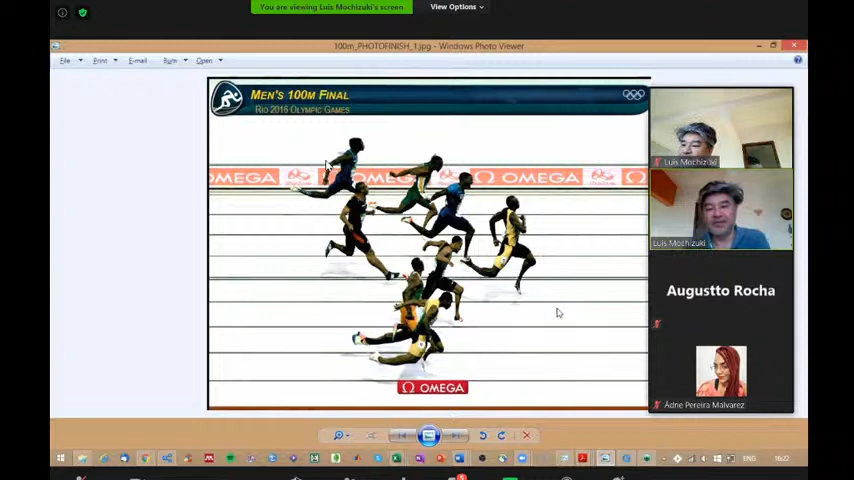 You are viewing Luis Mochizuki's screen
View Options
100m_PHOTOFINISH_1.jpg - Windows Photo Viewer
File
Print
E-mail
Burn
Open
MEN'S 100M FINAL
RIO 2016 OLYMPIC GAMES
OMEGA
OMEGA
OMEGA
OMEGA
Luis Mochizuki
Luis Mochizuki
Augustto Rocha
Adne Pereira Malvarez
ENG
16:22